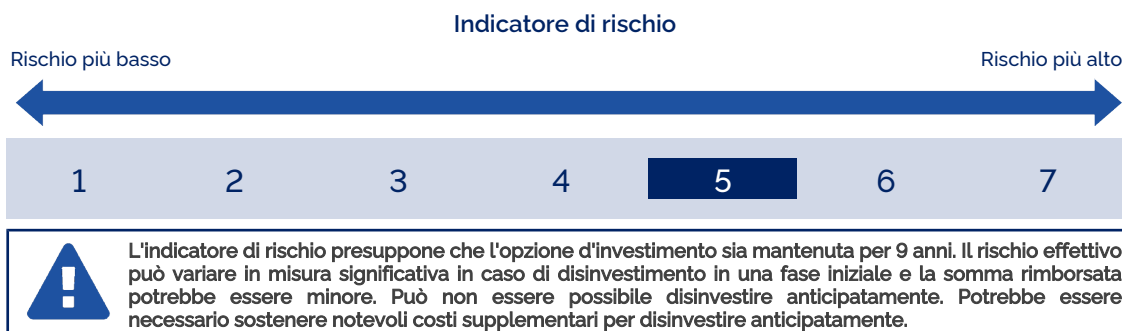 Indicatore di rischio
Rischio più basso
Rischio più alto
1 2 3 4 5 6 7
L'indicatore di rischio presuppone che l'opzione d'investimento sia mantenuta per 9 anni. Il rischio effettivo
può variare in misura significativa in caso di disinvestimento in una fase iniziale e la somma rimborsata
potrebbe essere minore. Può non essere possibile disinvestire anticipatamente. Potrebbe essere
necessario sostenere notevoli costi supplementari per disinvestire anticipatamente.